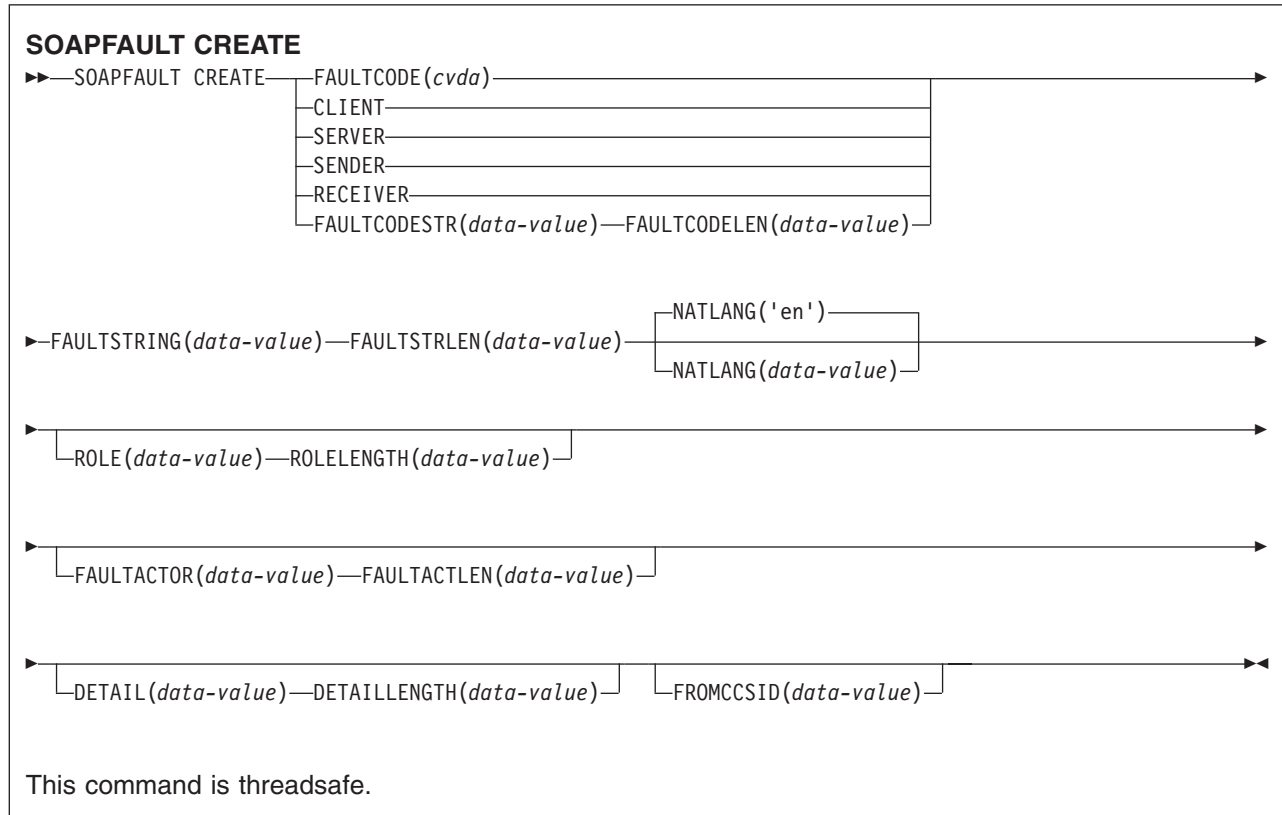 SOAPFAULT CREATE
SOAPFAULT CREATE FAULTCODE(cvda)
CLIENT
SERVER
SENDER
RECEIVER
FAULTCODESTR(data-value) FAULTCODELEN(data-value)
NATLANG('en')
FAULTSTRING(data-value) FAULTSTRLEN(data-value)
NATLANG(data-value)
ROLE(data-value) ROLELENGTH(data-value)
FAULTACTOR(data-value) FAULTACTLEN(data-value)
DETAIL(data-value) DETAILLENGTH(data-value) FROMCCSID(data-value)
This command is threadsafe.